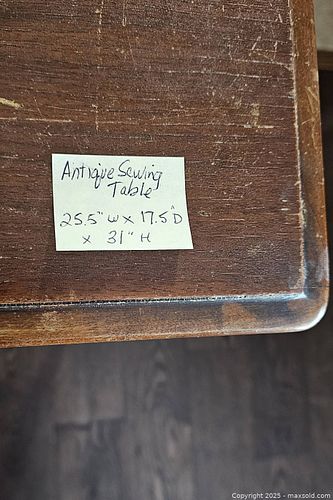 Antique Sewing
Table
25.5" W x 17.5" D
x 31" H
Copyright © 2025 - maxsold.com